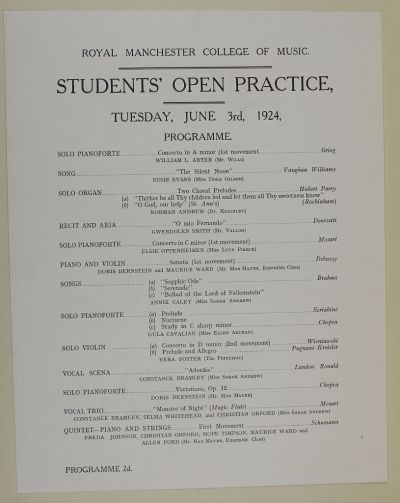 ROYAL MANCHESTER COLLEGE OF MUSIC.
STUDENTS' OPEN PRACTICE,
TUESDAY, JUNE 3rd, 1924,
PROGRAMME.
SOLO PIANOFORTE Concerto in A minor (1st movement) Grieg
WILLIAM L. ARTER (Mr. Wills)
SONG "The Silent Noon" Vaughan Williams
SUSIE EVANS (Miss Dora Gilson)
SOLO ORGAN Two Choral Preludes Hubert Parry
(a) "Thither be all Thy children led and let them all Thy sweetness know"
(b) "O God, our help" (St. Ann's) (Rockinham)
NORMAN ANDREW (Dr. Keighley)
RECIT AND ARIA "O mio Fernando" Donizetti
GWENDOLEN SMITH (Mr. Vallon)
SOLO PIANOFORTE Concerto in C minor (1st movement) Mozart
ELSIE OPPENHEIMER (Miss Lucy Pierce)
PIANO AND VIOLIN Sonata (1st movement) Debussy
DORIS BERNSTEIN and MAURICE WARD (Mr. Max Mayer, Ensemble Class)
SONGS (a) "Sapphic Ode" Brahms
(b) "Serenade"
(c) "Ballad of the Lord of Falkenstein"
ANNIE CALEY (Miss Sarah Andrew)
SOLO PIANOFORTE (a) Prelude Scriabine
(b) Nocturne
(c) Study in C sharp minor Chopin
GULA CAVALIAN (Miss Ellen Arthan)
SOLO VIOLIN (a) Concerto in D minor (2nd movement) Wieniawski
(b) Prelude and Allegro Pugnani-Kreisler
VERA FOSTER (The Principal)
VOCAL SCENA "Adonais" Landon Ronald
CONSTANCE BRAMLEY (Miss Sarah Andrew)
SOLO PIANOFORTE Variations, Op. 12 Chopin
DORIS BERNSTEIN (Mr. Max Mayer)
VOCAL TRIO "Monster of Night" (Magic Flute) Mozart
CONSTANCE BRAMLEY, SELMA WHITEHEAD, and CHRISTIAN ORFORD (Miss Sarah Andrew)
QUINTET—PIANO AND STRINGS First Movement Schumann
FREDA JOHNSON, CHRISTIAN ORFORD, HOPE TIMPSON, MAURICE WARD and
ALLEN FORD (Mr. Max Mayer, Ensemble Class)
PROGRAMME 2d.